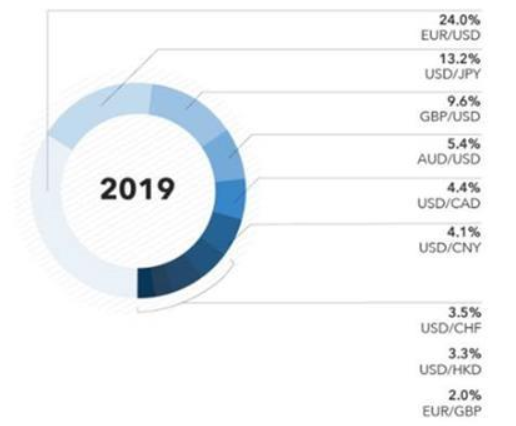 24.0%
EUR/USD
13.2%
USD/JPY
9.6%
GBP/USD
5.4%
AUD/USD
4.4%
USD/CAD
4.1%
USD/CNY
2019
3.5%
USD/CHF
3.3%
USD/HKD
2.0%
EUR/GBP